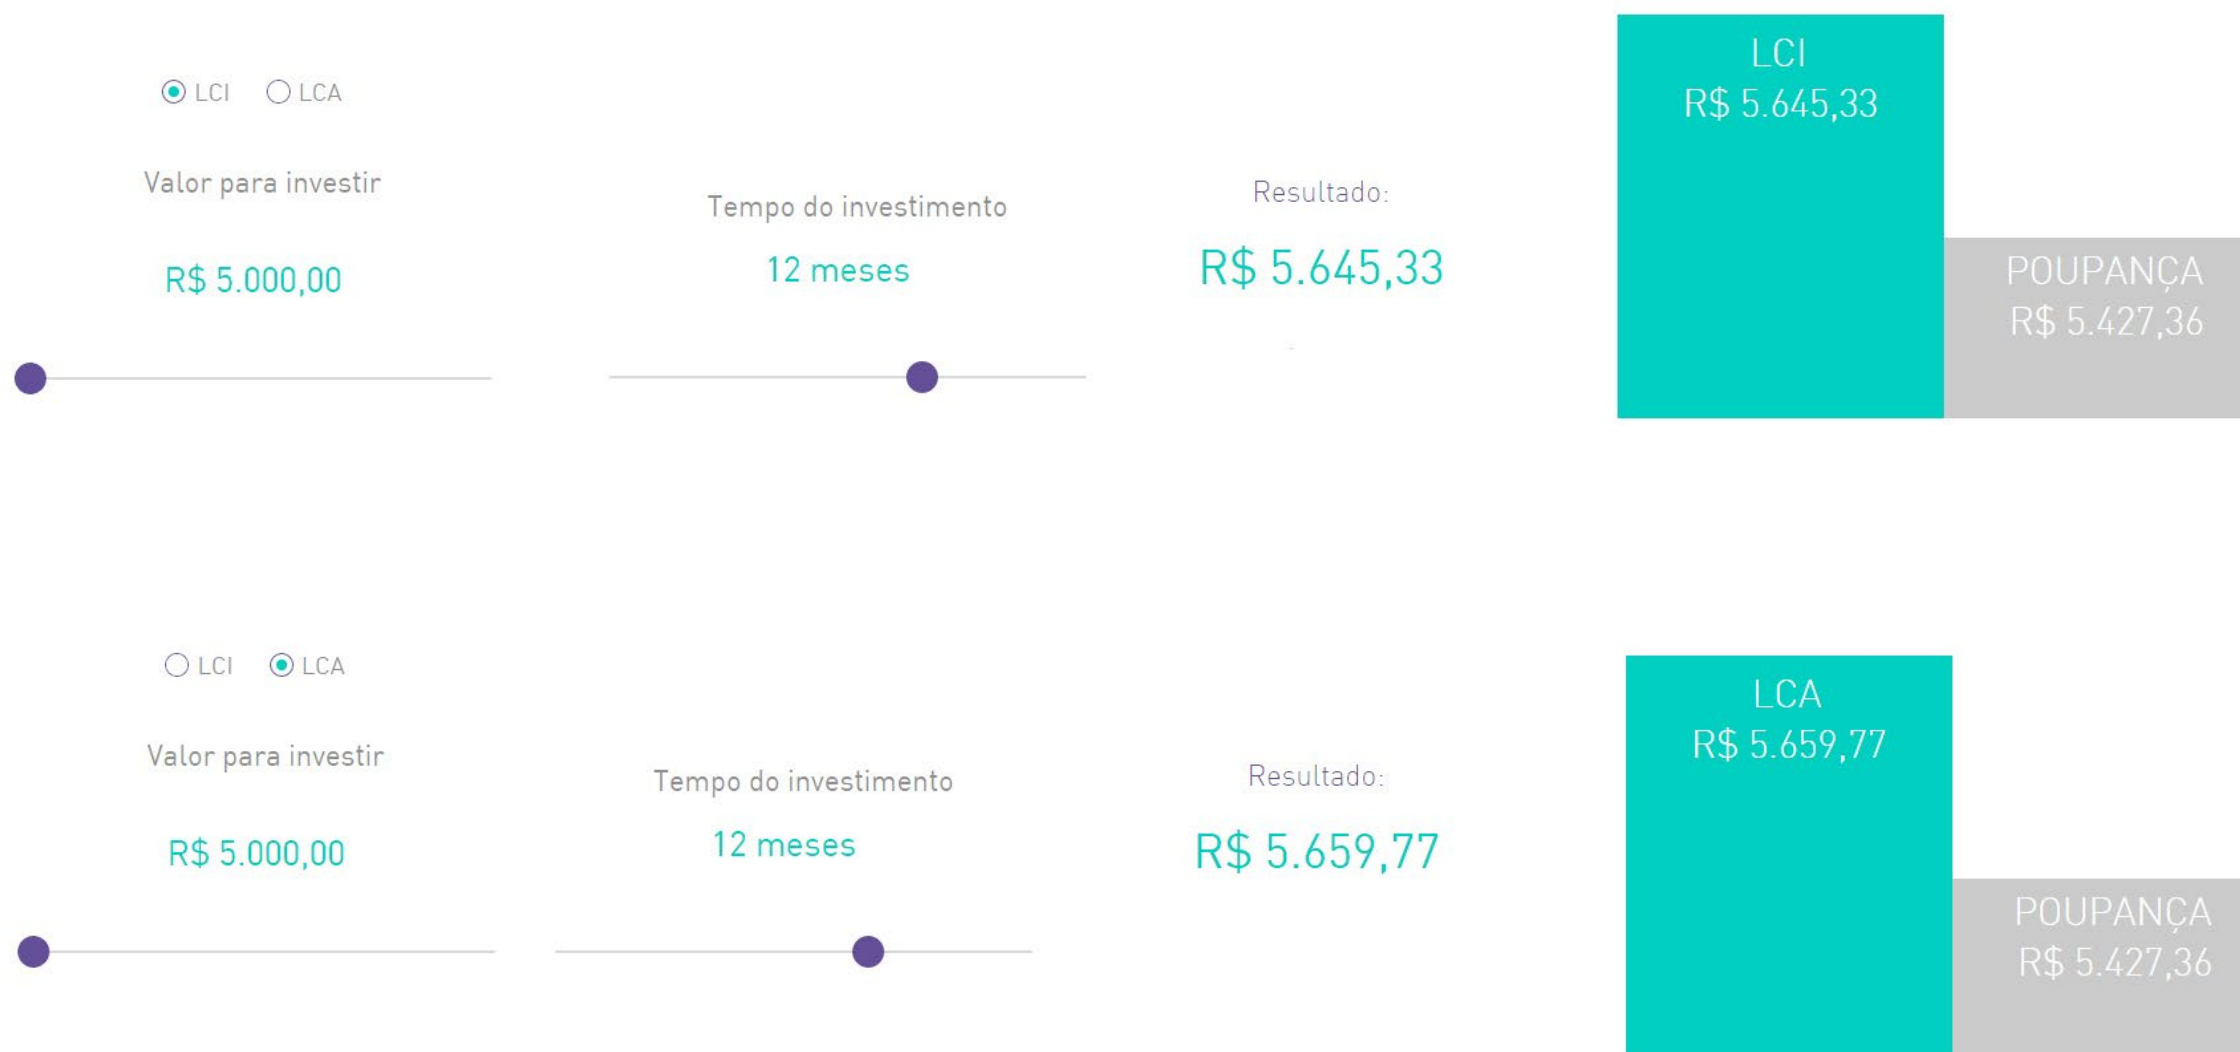 LCI LCA
Valor para investir
R$ 5.000,00
Tempo do investimento
12 meses
Resultado:
R$ 5.645,33
LCI
R$ 5.645,33
POUPANÇA
R$ 5.427,36
LCI LCA
Valor para investir
R$ 5.000,00
Tempo do investimento
12 meses
Resultado:
R$ 5.659,77
LCA
R$ 5.659,77
POUPANÇA
R$ 5.427,36